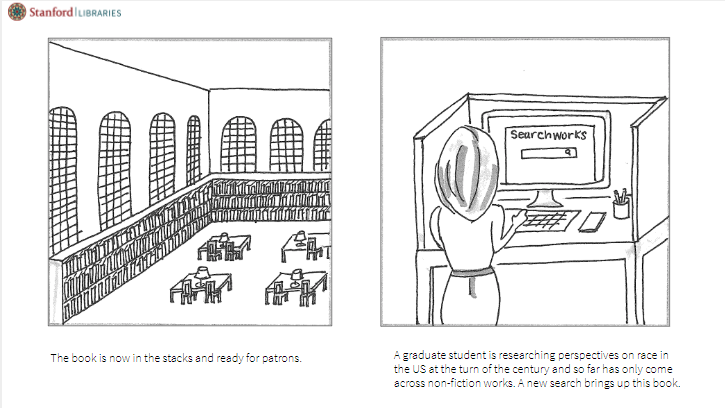 Stanford | LIBRARIES
SearchWorks
The book is now in the stacks and ready for patrons.
A graduate student is researching perspectives on race in
the US at the turn of the century and so far has only come
across non-fiction works. A new search brings up this book.